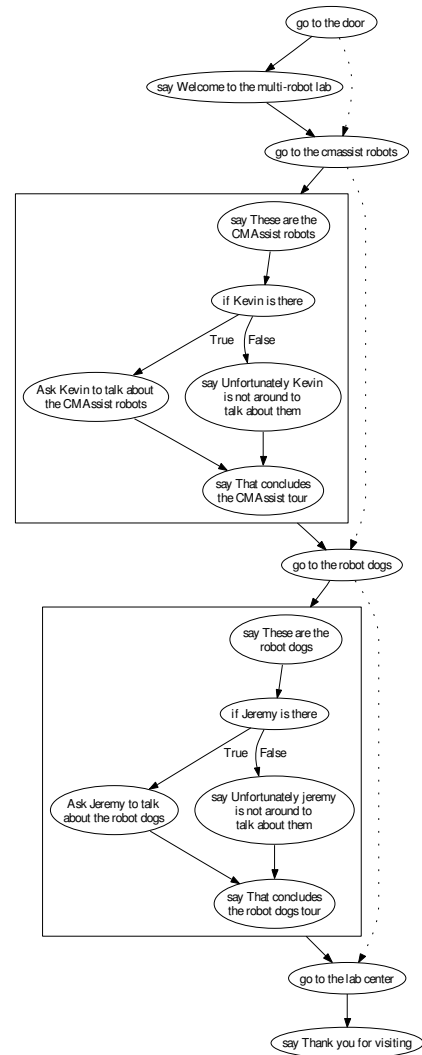 go to the door
say Welcome to the multi-robot lab
go to the cmassist robots
say These are the
CMAssist robots
if Kevin is there
True
False
Ask Kevin to talk about
the CMAssist robots
say Unfortunately Kevin
is not around to
talk about them
say That concludes
the CMAssist tour
go to the robot dogs
say These are the
robot dogs
if Jeremy is there
True
False
Ask Jeremy to talk
about the robot dogs
say Unfortunately jeremy
is not around to
talk about them
say That concludes
the robot dogs tour
go to the lab center
say Thank you for visiting